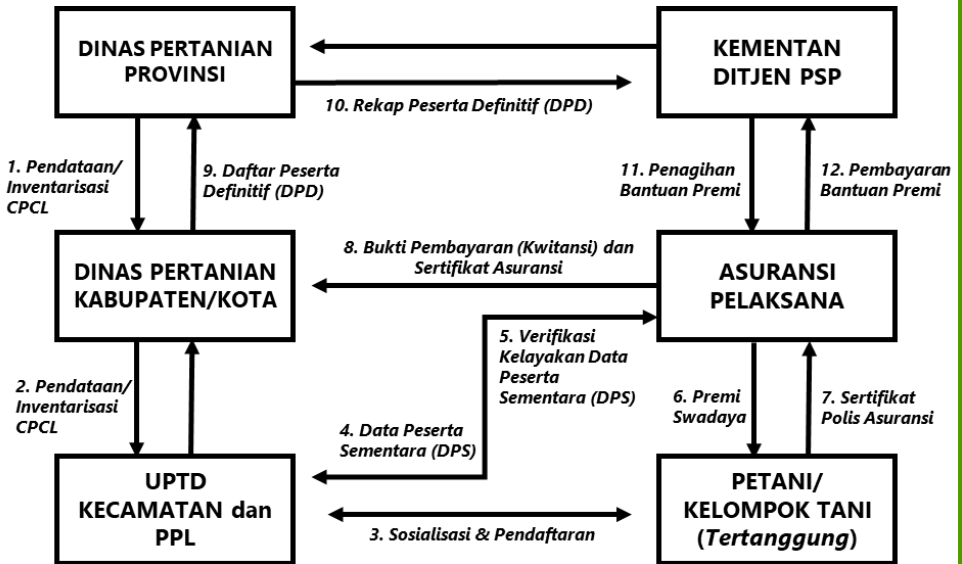 DINAS PERTANIAN
PROVINSI
KEMENTAN
DITJEN PSP
10. Rekap Peserta Definitif (DPD)
1. Pendataan/
Inventarisasi
CPCL
9. Daftar Peserta
Definitif (DPD)
11. Penagihan
Bantuan Premi
12. Pembayaran
Bantuan Premi
DINAS PERTANIAN
KABUPATEN/KOTA
8. Bukti Pembayaran (Kwitansi) dan
Sertifikat Asuransi
ASURANSI
PELAKSANA
5. Verifikasi
Kelayakan Data
Peserta
Sementara (DPS)
2. Pendataan/
Inventarisasi
CPCL
4. Data Peserta
Sementara (DPS)
6. Premi
Swadaya
7. Sertifikat
Polis Asuransi
UPTD
KECAMATAN dan
PPL
3. Sosialisasi & Pendaftaran
PETANI/
KELOMPOK TANI
(Tertanggung)